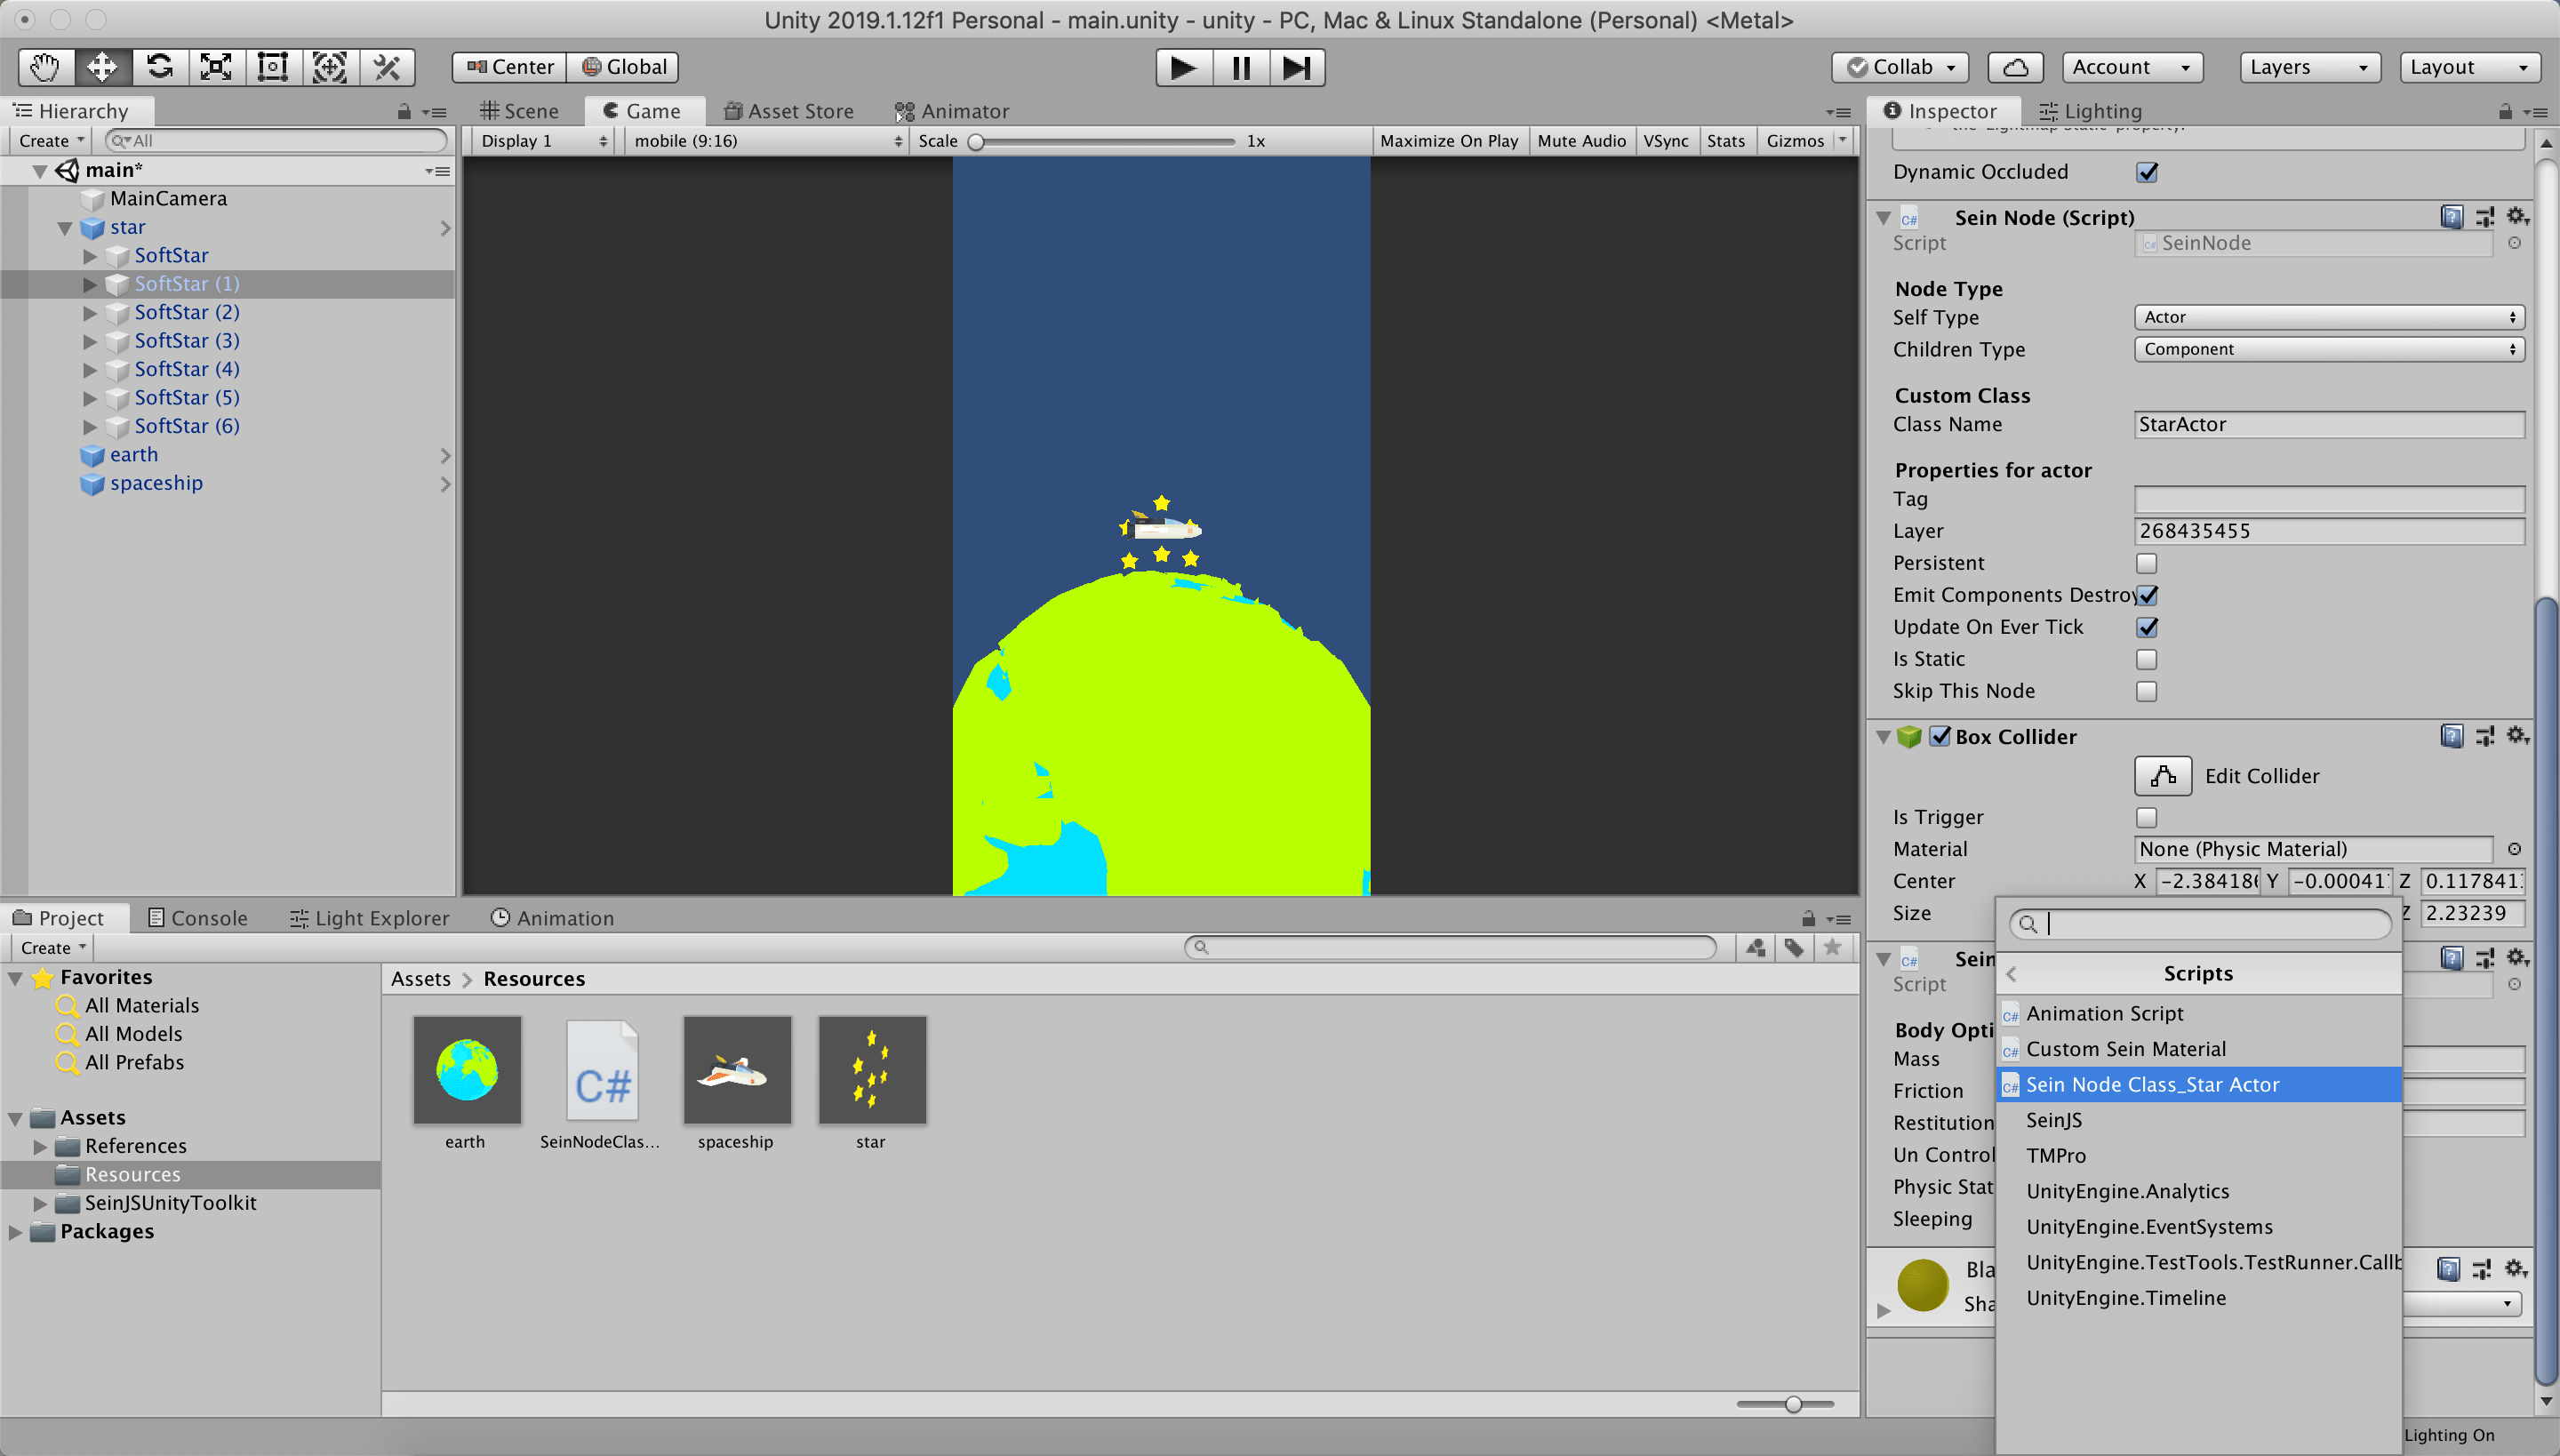 Unity 2019.1.12f1 Personal - main.unity - unity - PC, Mac & Linux Standalone (Personal) <Metal>
Center Global Collab Account Layers Layout
Hierarchy
Create All
main*
MainCamera
star
SoftStar
SoftStar (1)
SoftStar (2)
SoftStar (3)
SoftStar (4)
SoftStar (5)
SoftStar (6)
earth
spaceship
Scene Game Asset Store Animator
Display 1 mobile (9:16) Scale 1x Maximize On Play Mute Audio VSync Stats Gizmos
Inspector Lighting
Dynamic Occluded
C# Sein Node (Script)
Script SeinNode
Node Type
Self Type Actor
Children Type Component
Custom Class
Class Name StarActor
Properties for actor
Tag
Layer 268435455
Persistent
Emit Components Destroy
Update On Ever Tick
Is Static
Skip This Node
Box Collider
Edit Collider
Is Trigger
Material None (Physic Material)
Center X -2.38418 Y -0.00041 Z 0.117841
Size Z 2.23239
C# Sein
Script
Body Opti
Mass
Friction
Restitution
Un Control
Physic Stat
Sleeping
Bla
Sha
Scripts
C# Animation Script
C# Custom Sein Material
C# Sein Node Class_Star Actor
SeinJS
TMPro
UnityEngine.Analytics
UnityEngine.EventSystems
UnityEngine.TestTools.TestRunner.Callb
UnityEngine.Timeline
Lighting On
Project Console Light Explorer Animation
Create
Favorites
All Materials
All Models
All Prefabs
Assets
References
Resources
SeinJSUnityToolkit
Packages
Assets > Resources
C#
earth SeinNodeClas... spaceship star